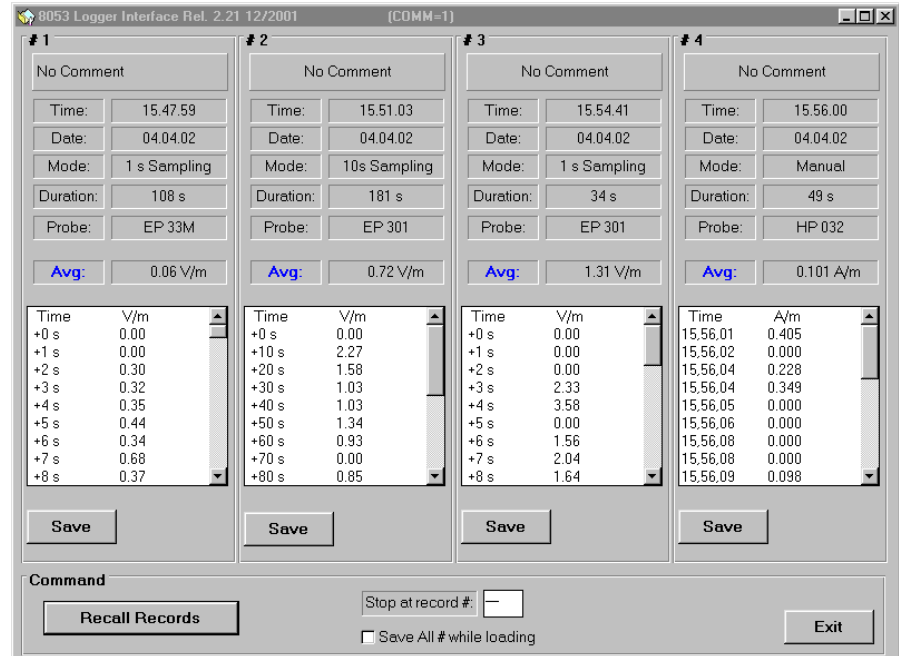 8053 Logger Interface Rel. 2.21 12/2001 (COMM=1)
# 1
No Comment
Time: 15.47.59
Date: 04.04.02
Mode: 1 s Sampling
Duration: 108 s
Probe: EP 33M
Avg: 0.06 V/m
Time V/m
+0 s 0.00
+1 s 0.00
+2 s 0.30
+3 s 0.32
+4 s 0.35
+5 s 0.44
+6 s 0.34
+7 s 0.68
+8 s 0.37
Save
# 2
No Comment
Time: 15.51.03
Date: 04.04.02
Mode: 10s Sampling
Duration: 181 s
Probe: EP 301
Avg: 0.72 V/m
Time V/m
+0 s 0.00
+10 s 2.27
+20 s 1.58
+30 s 1.03
+40 s 1.03
+50 s 1.34
+60 s 0.93
+70 s 0.00
+80 s 0.85
Save
# 3
No Comment
Time: 15.54.41
Date: 04.04.02
Mode: 1 s Sampling
Duration: 34 s
Probe: EP 301
Avg: 1.31 V/m
Time V/m
+0 s 0.00
+1 s 0.00
+2 s 0.00
+3 s 2.33
+4 s 3.58
+5 s 0.00
+6 s 1.56
+7 s 2.04
+8 s 1.64
Save
# 4
No Comment
Time: 15.56.00
Date: 04.04.02
Mode: Manual
Duration: 49 s
Probe: HP 032
Avg: 0.101 A/m
Time A/m
15,56,01 0.405
15,56,02 0.000
15,56,04 0.228
15,56,04 0.349
15,56,05 0.000
15,56,06 0.000
15,56,08 0.000
15,56,08 0.000
15,56,09 0.098
Save
Command
Recall Records
Stop at record #: —
Save All # while loading
Exit